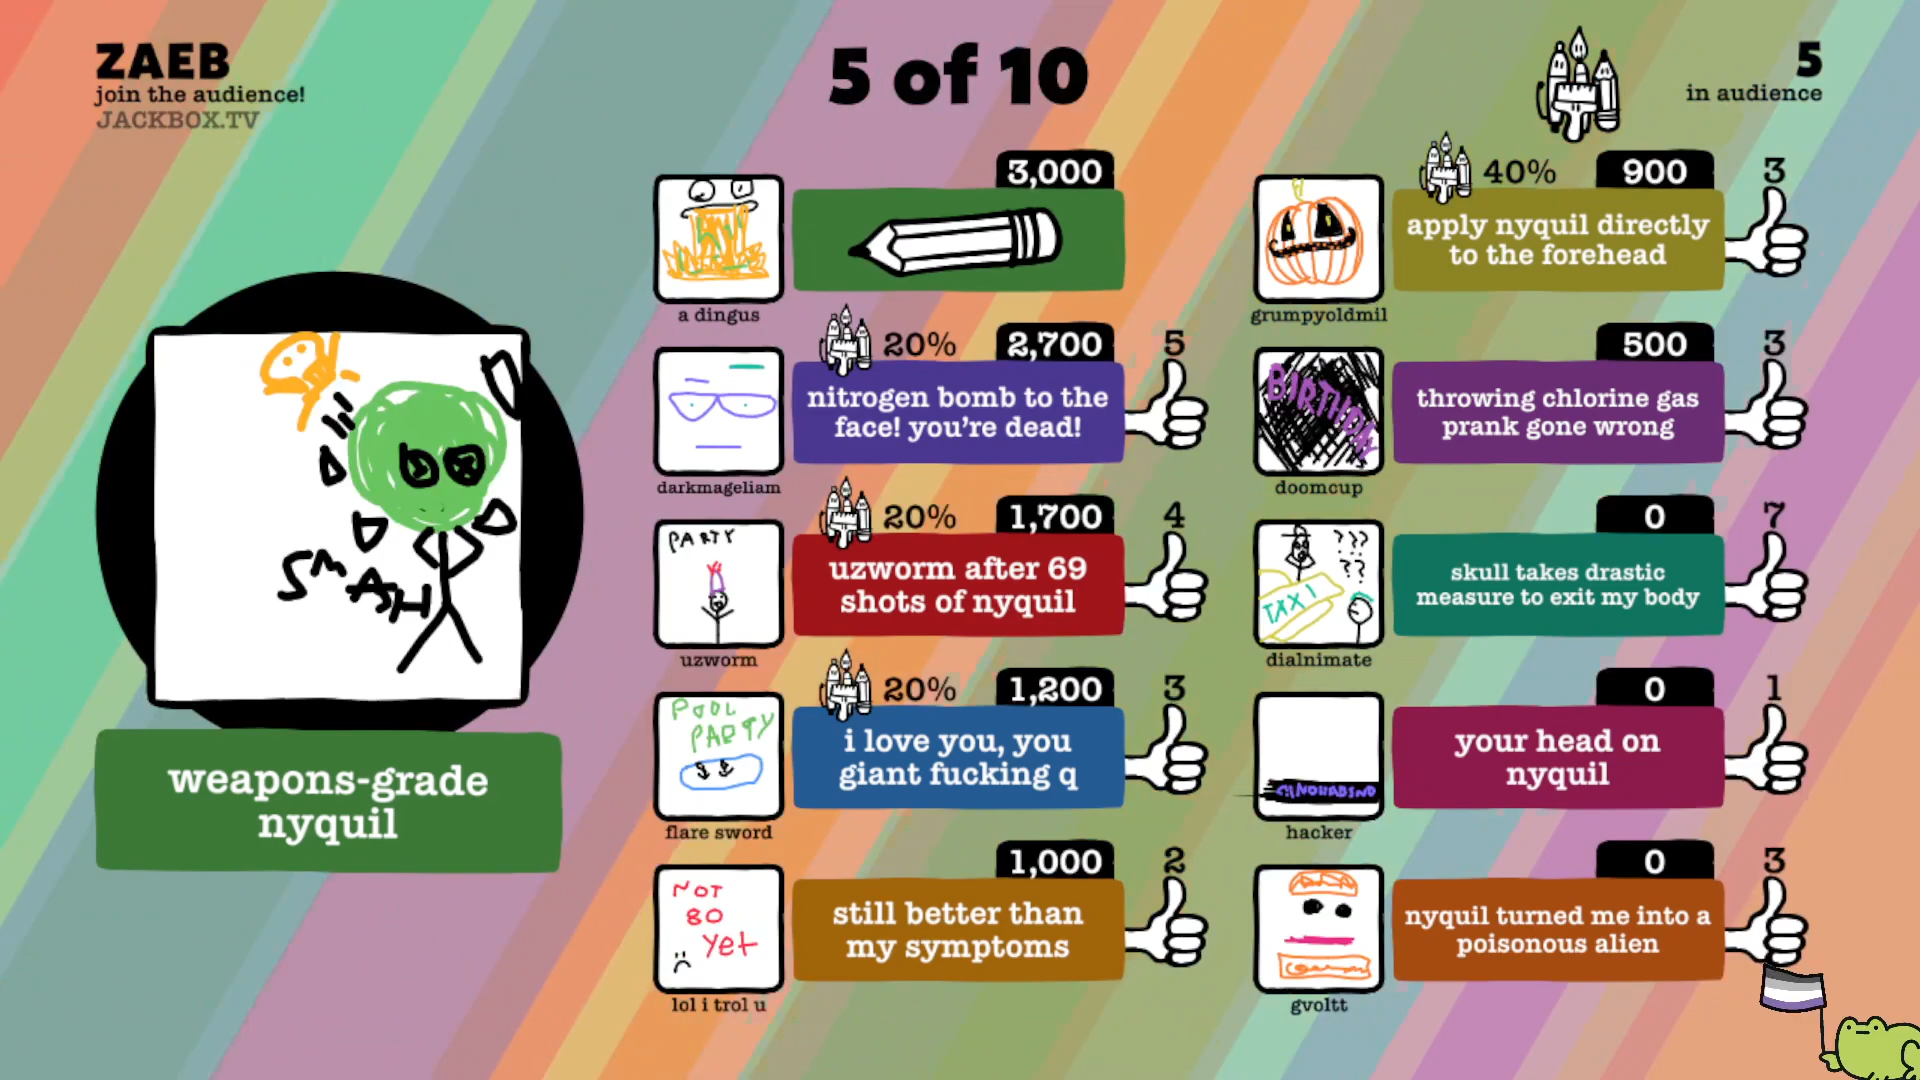 ZAEB
join the audience!
JACKBOX.TV
5 of 10
5
in audience
SMASH
weapons-grade
nyquil
3,000
a dingus
20%
2,700
5
nitrogen bomb to the
face! you're dead!
darkmageliam
PARTY
20%
1,700
4
uzworm after 69
shots of nyquil
uzworm
POOL
PARTY
20%
1,200
3
i love you, you
giant fucking q
flare sword
NOT
80
yet
1,000
2
still better than
my symptoms
lol i trol u
40%
900
3
apply nyquil directly
to the forehead
grumpyoldmil
BIRTHDAY
500
3
throwing chlorine gas
prank gone wrong
doomcup
???
??
TAXI
0
7
skull takes drastic
measure to exit my body
dialnimate
0
1
your head on
nyquil
hacker
0
3
nyquil turned me into a
poisonous alien
gvoltt